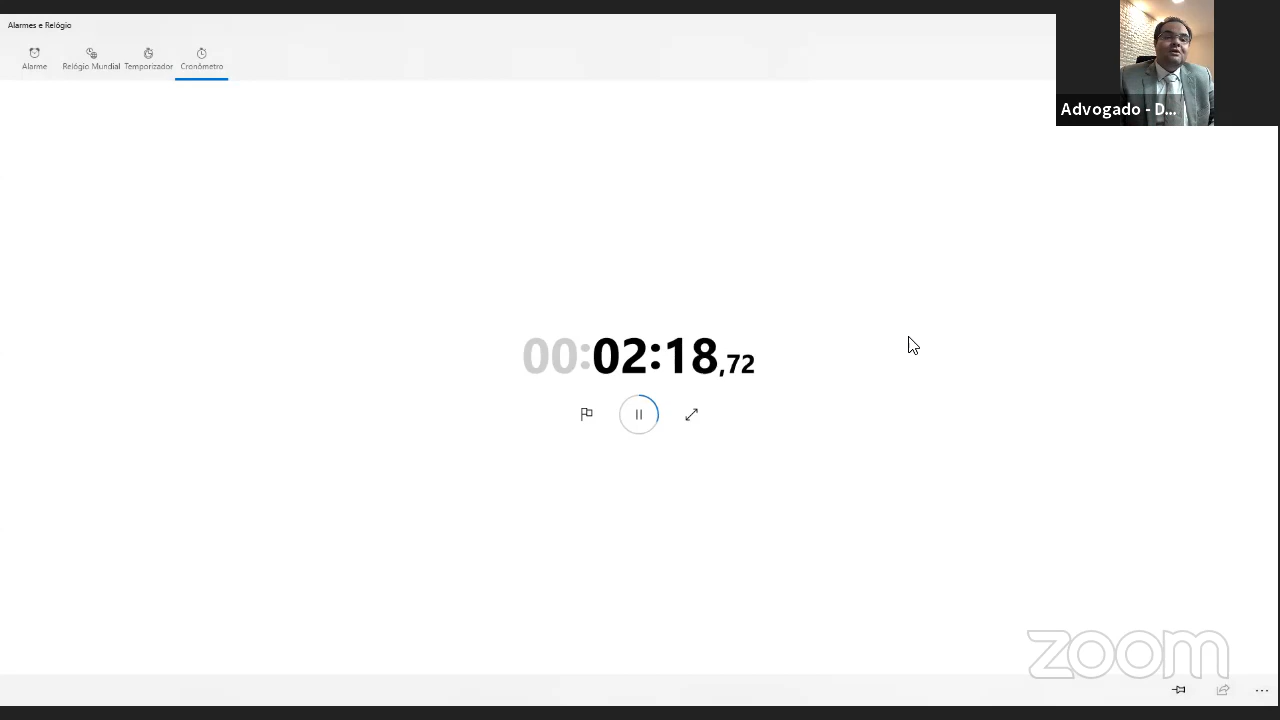 Alarmes e Relógio
Alarme
Relógio Mundial
Temporizador
Cronômetro
Advogado - D...
00:02:18,72
zoom